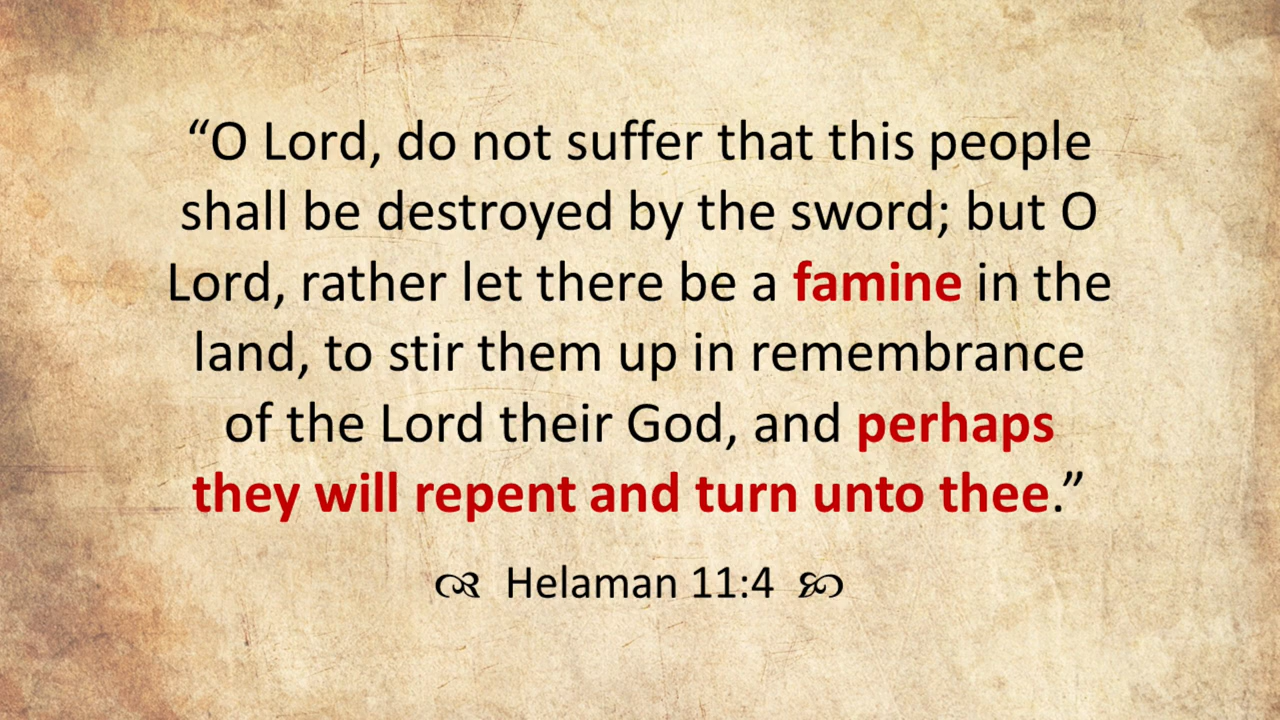 “O Lord, do not suffer that this people
shall be destroyed by the sword; but O
Lord, rather let there be a famine in the
land, to stir them up in remembrance
of the Lord their God, and perhaps
they will repent and turn unto thee.”
Helaman 11:4